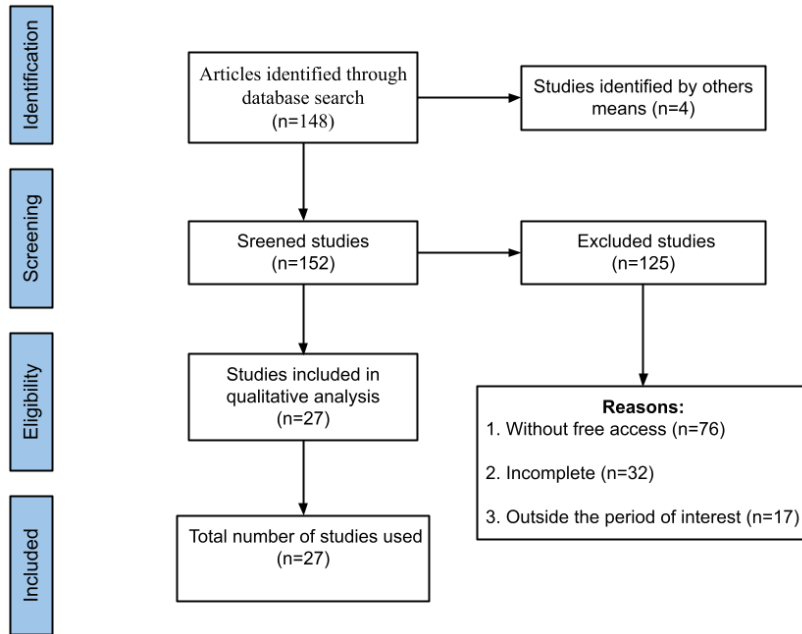 Identification
Articles identified through
database search
(n=148)
Studies identified by others
means (n=4)
Screening
Sreened studies
(n=152)
Excluded studies
(n=125)
Eligibility
Studies included in
qualitative analysis
(n=27)
Reasons:
1. Without free access (n=76)
2. Incomplete (n=32)
3. Outside the period of interest (n=17)
Included
Total number of studies used
(n=27)